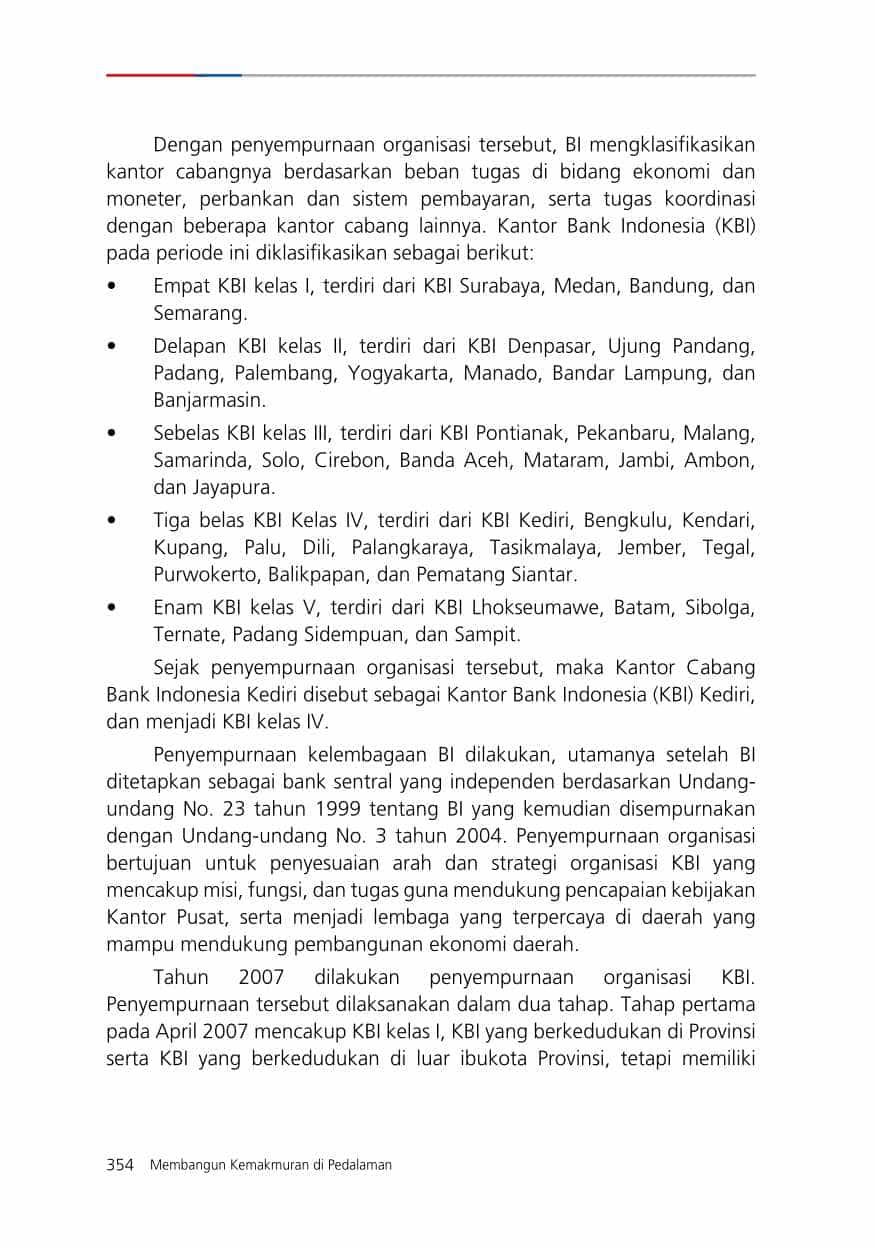 Dengan penyempurnaan organisasi tersebut, BI mengklasifikasikan
kantor cabangnya berdasarkan beban tugas di bidang ekonomi dan
moneter, perbankan dan sistem pembayaran, serta tugas koordinasi
dengan beberapa kantor cabang lainnya. Kantor Bank Indonesia (KBI)
pada periode ini diklasifikasikan sebagai berikut:
• Empat KBI kelas I, terdiri dari KBI Surabaya, Medan, Bandung, dan
Semarang.
• Delapan KBI kelas II, terdiri dari KBI Denpasar, Ujung Pandang,
Padang, Palembang, Yogyakarta, Manado, Bandar Lampung, dan
Banjarmasin.
• Sebelas KBI kelas III, terdiri dari KBI Pontianak, Pekanbaru, Malang,
Samarinda, Solo, Cirebon, Banda Aceh, Mataram, Jambi, Ambon,
dan Jayapura.
• Tiga belas KBI Kelas IV, terdiri dari KBI Kediri, Bengkulu, Kendari,
Kupang, Palu, Dili, Palangkaraya, Tasikmalaya, Jember, Tegal,
Purwokerto, Balikpapan, dan Pematang Siantar.
• Enam KBI kelas V, terdiri dari KBI Lhokseumawe, Batam, Sibolga,
Ternate, Padang Sidempuan, dan Sampit.
Sejak penyempurnaan organisasi tersebut, maka Kantor Cabang
Bank Indonesia Kediri disebut sebagai Kantor Bank Indonesia (KBI) Kediri,
dan menjadi KBI kelas IV.
Penyempurnaan kelembagaan BI dilakukan, utamanya setelah BI
ditetapkan sebagai bank sentral yang independen berdasarkan Undang-
undang No. 23 tahun 1999 tentang BI yang kemudian disempurnakan
dengan Undang-undang No. 3 tahun 2004. Penyempurnaan organisasi
bertujuan untuk penyesuaian arah dan strategi organisasi KBI yang
mencakup misi, fungsi, dan tugas guna mendukung pencapaian kebijakan
Kantor Pusat, serta menjadi lembaga yang terpercaya di daerah yang
mampu mendukung pembangunan ekonomi daerah.
Tahun 2007 dilakukan penyempurnaan organisasi KBI.
Penyempurnaan tersebut dilaksanakan dalam dua tahap. Tahap pertama
pada April 2007 mencakup KBI kelas I, KBI yang berkedudukan di Provinsi
serta KBI yang berkedudukan di luar ibukota Provinsi, tetapi memiliki
354 Membangun Kemakmuran di Pedalaman